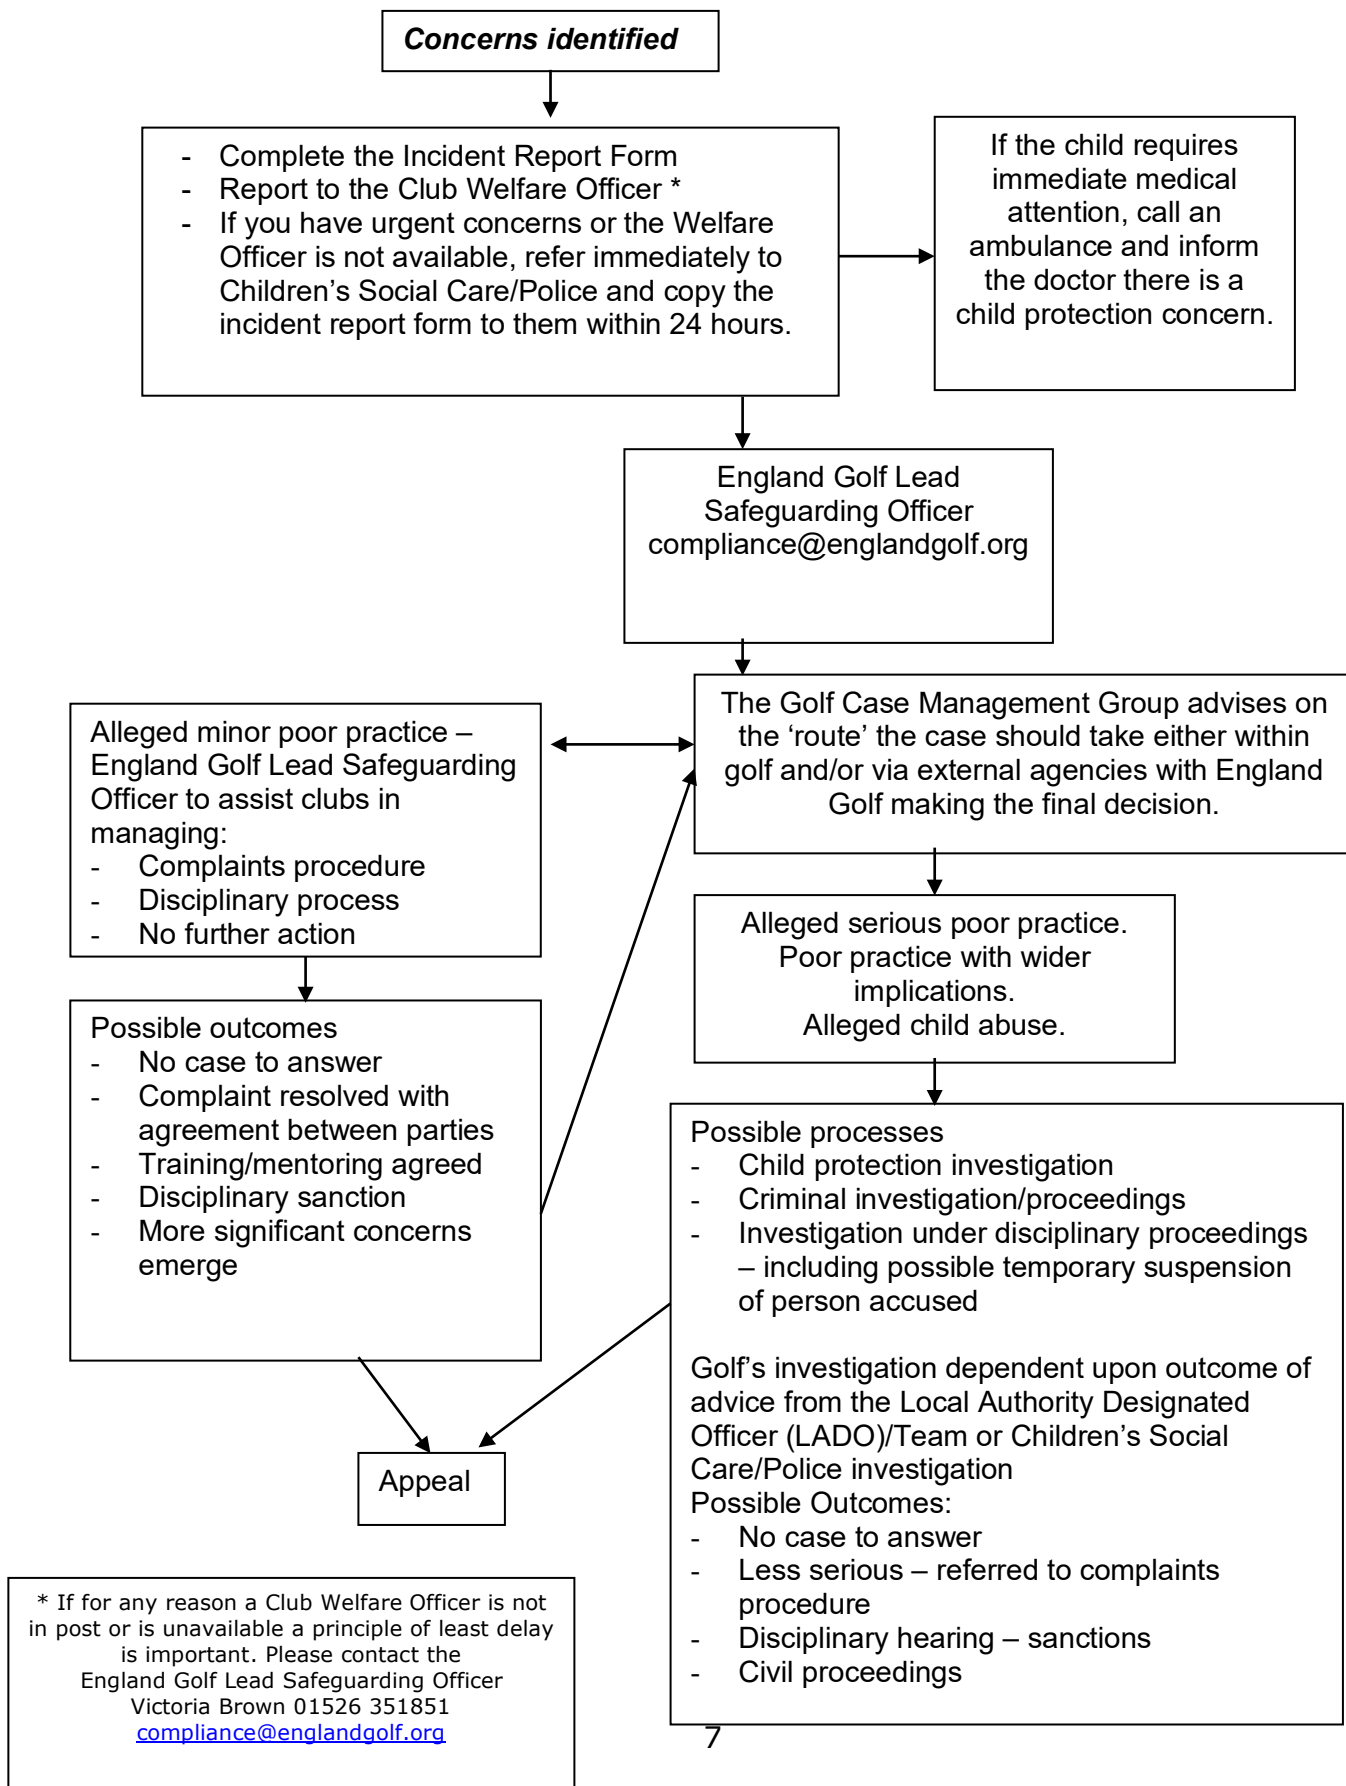 Concerns identified
- Complete the Incident Report Form
- Report to the Club Welfare Officer *
- If you have urgent concerns or the Welfare
Officer is not available, refer immediately to
Children’s Social Care/Police and copy the
incident report form to them within 24 hours.
If the child requires
immediate medical
attention, call an
ambulance and inform
the doctor there is a
child protection concern.
England Golf Lead
Safeguarding Officer
compliance@englandgolf.org
The Golf Case Management Group advises on
the ‘route’ the case should take either within
golf and/or via external agencies with England
Golf making the final decision.
Alleged minor poor practice –
England Golf Lead Safeguarding
Officer to assist clubs in
managing:
- Complaints procedure
- Disciplinary process
- No further action
Alleged serious poor practice.
Poor practice with wider
implications.
Alleged child abuse.
Possible outcomes
- No case to answer
- Complaint resolved with
agreement between parties
- Training/mentoring agreed
- Disciplinary sanction
- More significant concerns
emerge
Possible processes
- Child protection investigation
- Criminal investigation/proceedings
- Investigation under disciplinary proceedings
– including possible temporary suspension
of person accused
Golf’s investigation dependent upon outcome of
advice from the Local Authority Designated
Officer (LADO)/Team or Children’s Social
Care/Police investigation
Possible Outcomes:
- No case to answer
- Less serious – referred to complaints
procedure
- Disciplinary hearing – sanctions
- Civil proceedings
Appeal
* If for any reason a Club Welfare Officer is not
in post or is unavailable a principle of least delay
is important. Please contact the
England Golf Lead Safeguarding Officer
Victoria Brown 01526 351851
compliance@englandgolf.org
7